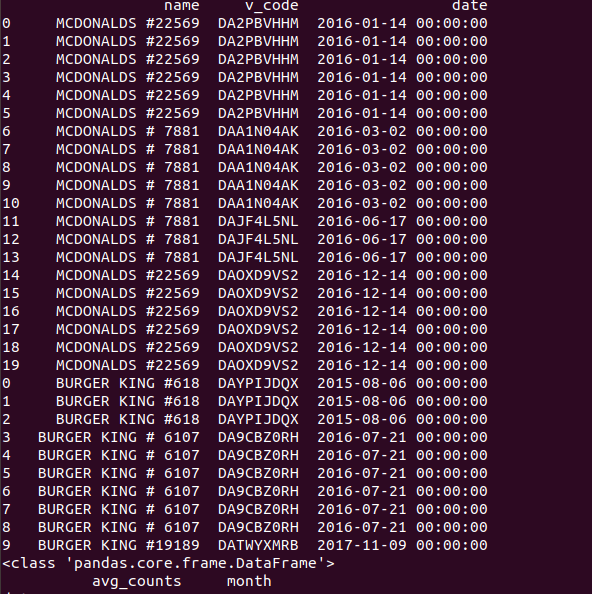 name v_code date
0 MCDONALDS #22569 DA2PBVHHM 2016-01-14 00:00:00
1 MCDONALDS #22569 DA2PBVHHM 2016-01-14 00:00:00
2 MCDONALDS #22569 DA2PBVHHM 2016-01-14 00:00:00
3 MCDONALDS #22569 DA2PBVHHM 2016-01-14 00:00:00
4 MCDONALDS #22569 DA2PBVHHM 2016-01-14 00:00:00
5 MCDONALDS #22569 DA2PBVHHM 2016-01-14 00:00:00
6 MCDONALDS # 7881 DAA1N04AK 2016-03-02 00:00:00
7 MCDONALDS # 7881 DAA1N04AK 2016-03-02 00:00:00
8 MCDONALDS # 7881 DAA1N04AK 2016-03-02 00:00:00
9 MCDONALDS # 7881 DAA1N04AK 2016-03-02 00:00:00
10 MCDONALDS # 7881 DAA1N04AK 2016-03-02 00:00:00
11 MCDONALDS # 7881 DAJF4L5NL 2016-06-17 00:00:00
12 MCDONALDS # 7881 DAJF4L5NL 2016-06-17 00:00:00
13 MCDONALDS # 7881 DAJF4L5NL 2016-06-17 00:00:00
14 MCDONALDS #22569 DAOXD9VS2 2016-12-14 00:00:00
15 MCDONALDS #22569 DAOXD9VS2 2016-12-14 00:00:00
16 MCDONALDS #22569 DAOXD9VS2 2016-12-14 00:00:00
17 MCDONALDS #22569 DAOXD9VS2 2016-12-14 00:00:00
18 MCDONALDS #22569 DAOXD9VS2 2016-12-14 00:00:00
19 MCDONALDS #22569 DAOXD9VS2 2016-12-14 00:00:00
0 BURGER KING #618 DAYPIJDQX 2015-08-06 00:00:00
1 BURGER KING #618 DAYPIJDQX 2015-08-06 00:00:00
2 BURGER KING #618 DAYPIJDQX 2015-08-06 00:00:00
3 BURGER KING # 6107 DA9CBZ0RH 2016-07-21 00:00:00
4 BURGER KING # 6107 DA9CBZ0RH 2016-07-21 00:00:00
5 BURGER KING # 6107 DA9CBZ0RH 2016-07-21 00:00:00
6 BURGER KING # 6107 DA9CBZ0RH 2016-07-21 00:00:00
7 BURGER KING # 6107 DA9CBZ0RH 2016-07-21 00:00:00
8 BURGER KING # 6107 DA9CBZ0RH 2016-07-21 00:00:00
9 BURGER KING #19189 DATWYXMRB 2017-11-09 00:00:00
<class 'pandas.core.frame.DataFrame'>
avg_counts month